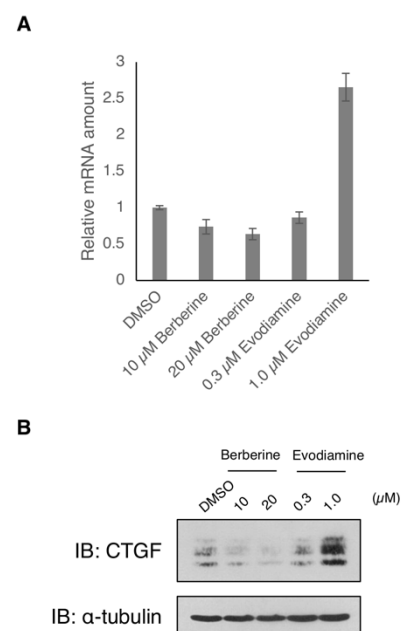 A
Relative mRNA amount
3
2.5
2
1.5
1
0.5
0
DMSO
10 µM Berberine
20 µM Berberine
0.3 µM Evodiamine
1.0 µM Evodiamine
B
Berberine Evodiamine
DMSO 10 20 0.3 1.0 (µM)
IB: CTGF
IB: α-tubulin